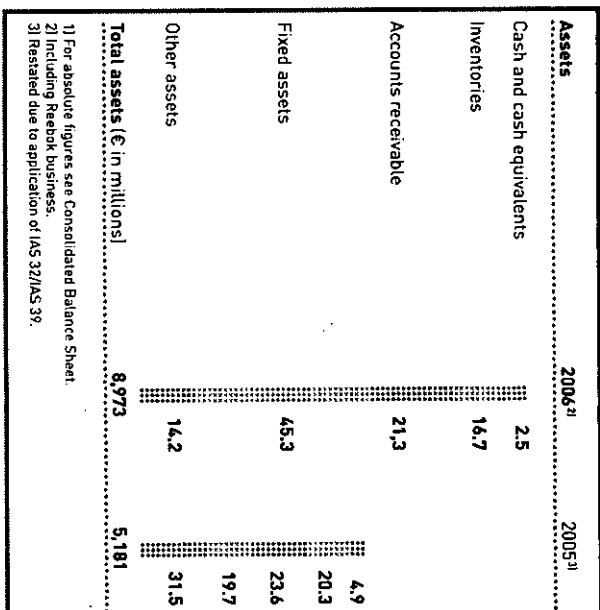 Assets 2006²⁾ 2005³⁾
Cash and cash equivalents 2.5 4.9
Inventories 16.7 20.3
Accounts receivable 21,3 23.6
Fixed assets 45.3 19.7
Other assets 14.2 31.5
Total assets (€ in millions) 8,973 5,181
1) For absolute figures see Consolidated Balance Sheet.
2) Including Reebok business.
3) Restated due to application of IAS 32/IAS 39.